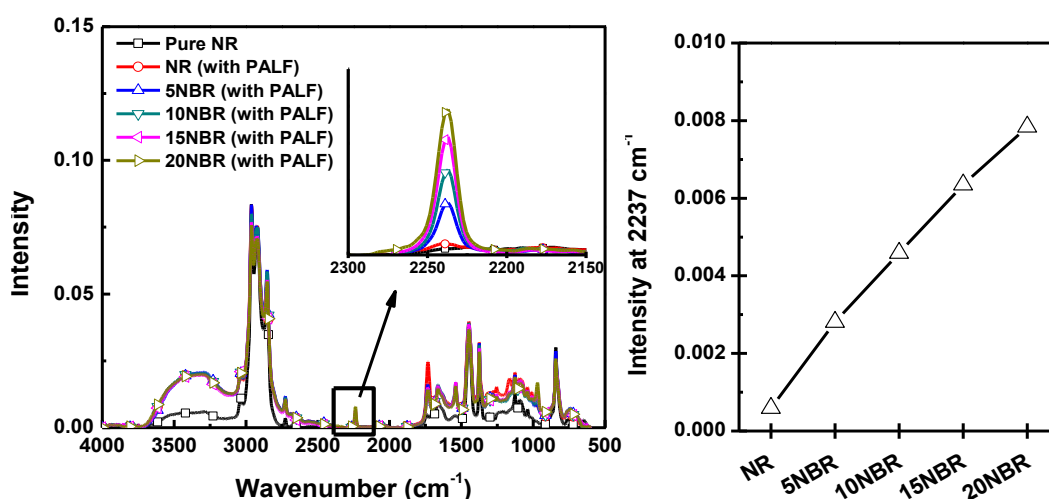 0.15
0.10
0.05
0.00
Intensity
4000 3500 3000 2500 2000 1500 1000 500
Wavenumber (cm⁻¹)
Pure NR
NR (with PALF)
5NBR (with PALF)
10NBR (with PALF)
15NBR (with PALF)
20NBR (with PALF)
2300 2250 2200 2150
0.010
0.008
0.006
0.004
0.002
0.000
Intensity at 2237 cm⁻¹
NR 5NBR 10NBR 15NBR 20NBR